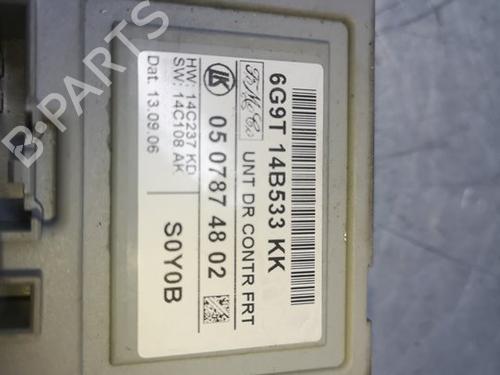 6G9T 14B533 KK
FoMoCo UNT DR CONTR FRT
LK 05 0787 48 02
HW: 14C237 KD
SW: 14C108 AK
Dat. 13.09.06
S0Y0B
B-PARTS